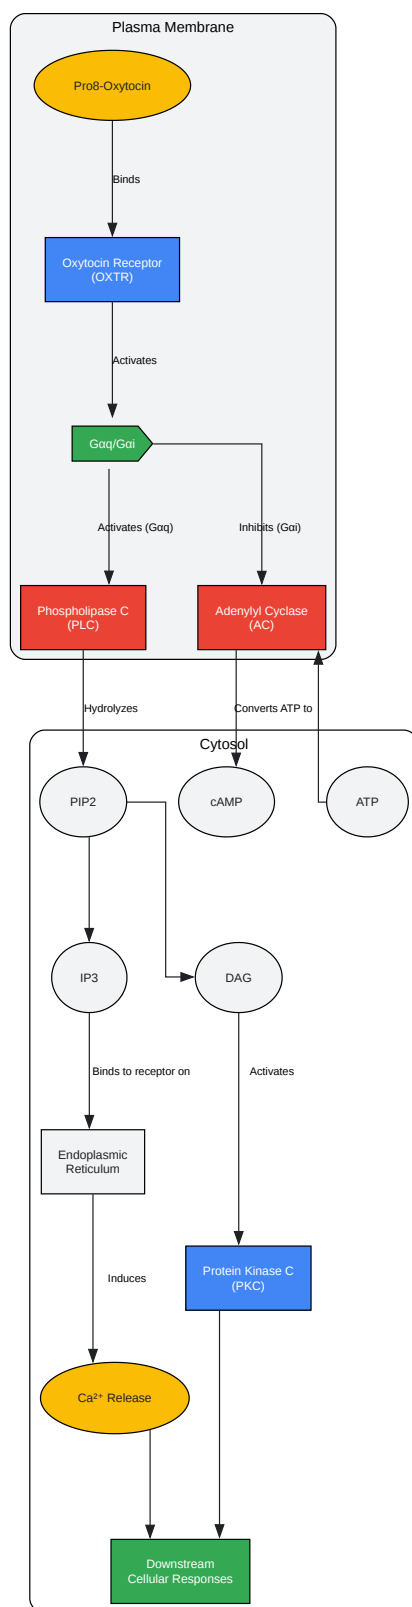 Plasma Membrane
Pro8-Oxytocin
Binds
Oxytocin Receptor
(OXTR)
Activates
Gαq/Gαi
Activates (Gαq)
Inhibits (Gαi)
Phospholipase C
(PLC)
Adenylyl Cyclase
(AC)
Hydrolyzes
Converts ATP to
Cytosol
PIP2
cAMP
ATP
IP3
DAG
Binds to receptor on
Activates
Endoplasmic
Reticulum
Protein Kinase C
(PKC)
Induces
Ca²⁺ Release
Downstream
Cellular Responses